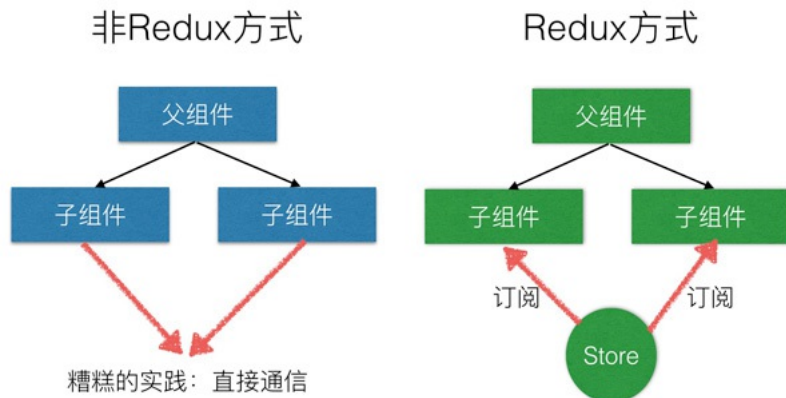 非Redux方式
父组件
子组件
子组件
糟糕的实践：直接通信
Redux方式
父组件
子组件
子组件
订阅
订阅
Store